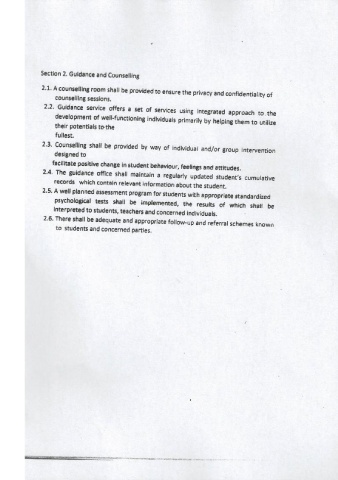 Section 2. Guidance and Counselling
2.1. A counselling room shall be provided to ensure the privacy and confidentiality of
counselling sessions.
2.2. Guidance service offers a set of services using integrated approach to the
development of well-functioning individuals primarily by helping them to utilize
their potentials to the
fullest.
2.3. Counselling shall be provided by way of individual and/or group intervention
designed to
facilitate positive change in student behaviour, feelings and attitudes.
2.4. The guidance office shall maintain a regularly updated student's cumulative
records which contain relevant information about the student.
2.5. A well planned assessment program for students with appropriate standardized
psychological tests shall be implemented, the results of which shall be
interpreted to students, teachers and concerned individuals.
2.6. There shall be adequate and appropriate follow-up and referral schemes known
to students and concerned parties.